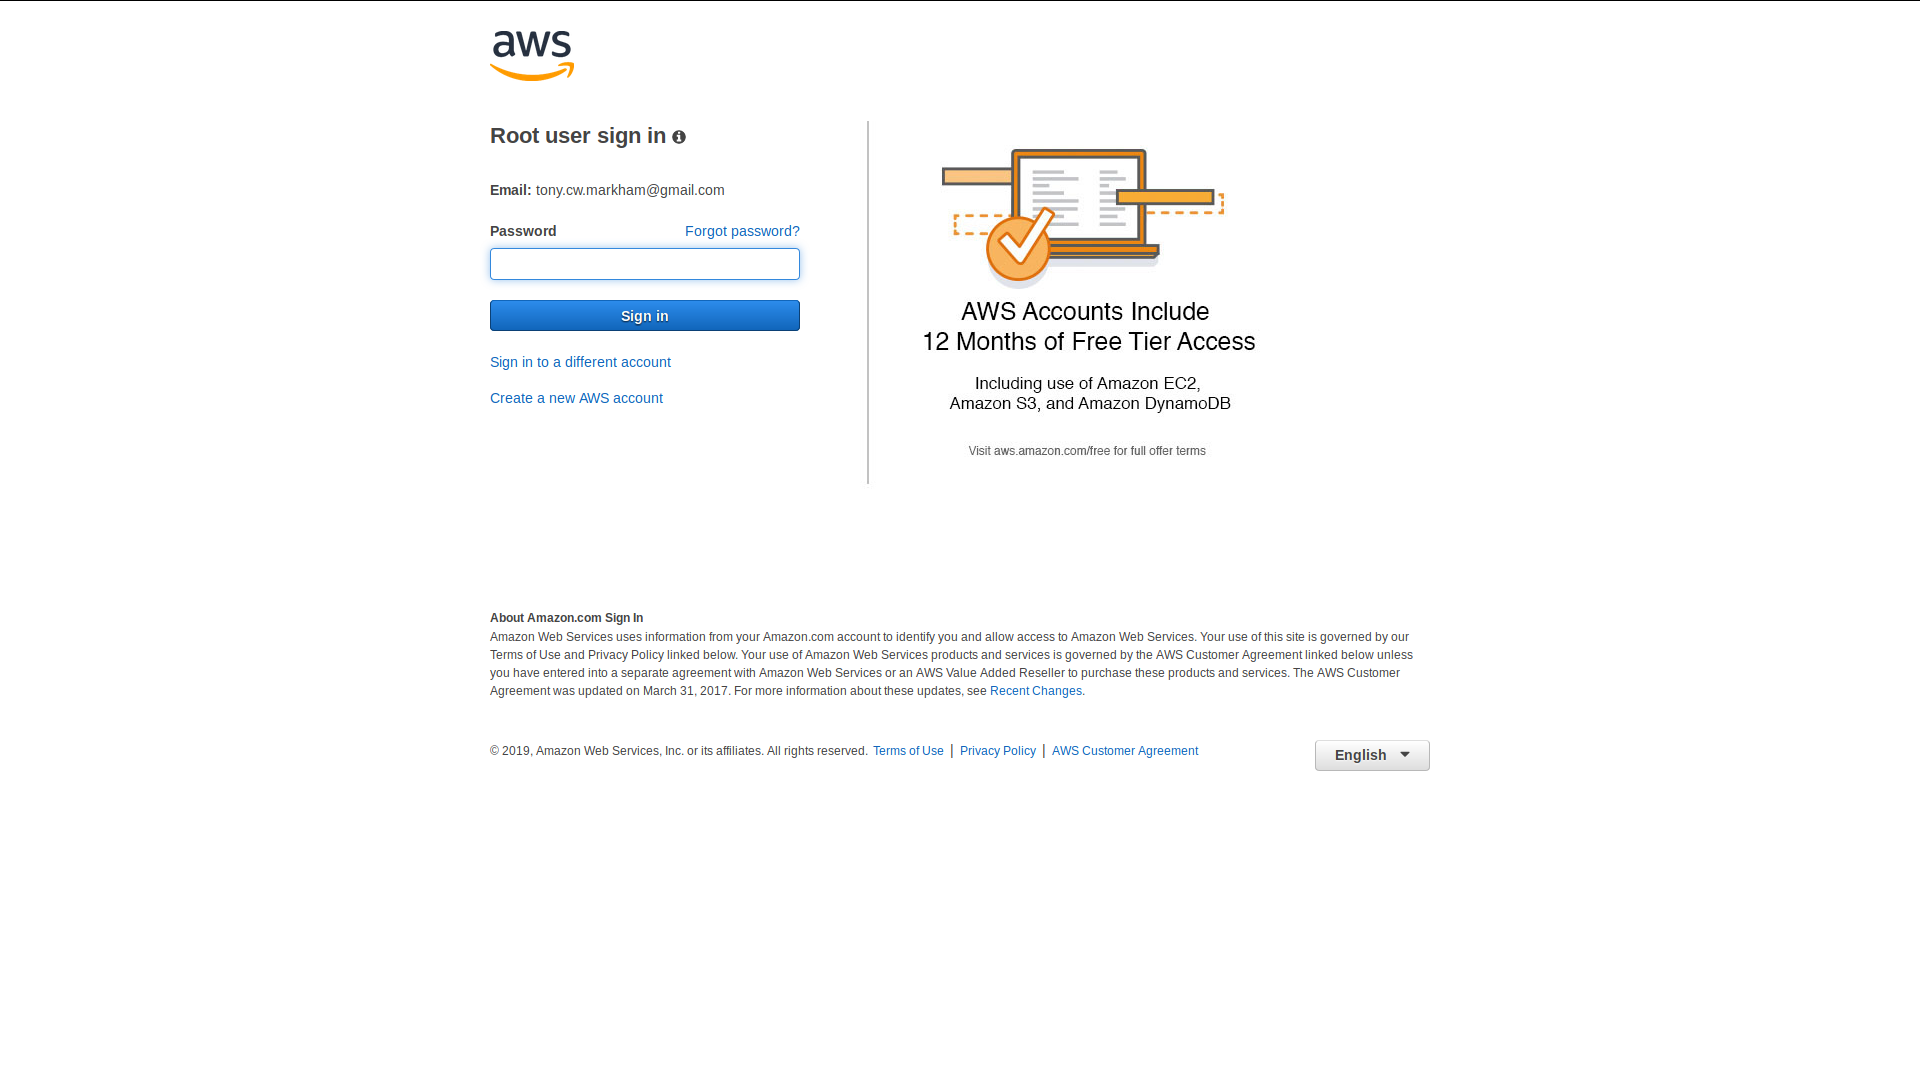 aws
Root user sign in
Email: tony.cw.markham@gmail.com
Password
Forgot password?
Sign in
Sign in to a different account
Create a new AWS account
AWS Accounts Include
12 Months of Free Tier Access
Including use of Amazon EC2,
Amazon S3, and Amazon DynamoDB
Visit aws.amazon.com/free for full offer terms
About Amazon.com Sign In
Amazon Web Services uses information from your Amazon.com account to identify you and allow access to Amazon Web Services. Your use of this site is governed by our
Terms of Use and Privacy Policy linked below. Your use of Amazon Web Services products and services is governed by the AWS Customer Agreement linked below unless
you have entered into a separate agreement with Amazon Web Services or an AWS Value Added Reseller to purchase these products and services. The AWS Customer
Agreement was updated on March 31, 2017. For more information about these updates, see Recent Changes.
© 2019, Amazon Web Services, Inc. or its affiliates. All rights reserved. Terms of Use | Privacy Policy | AWS Customer Agreement
English